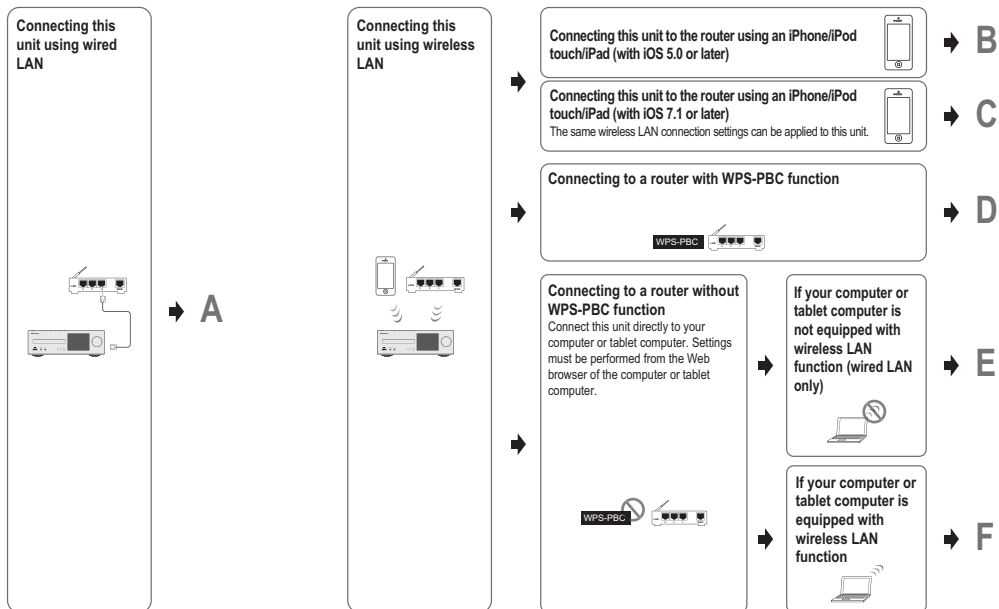 Connecting this
unit using wired
LAN
A
Connecting this
unit using wireless
LAN
Connecting this unit to the router using an iPhone/iPod
touch/iPad (with iOS 5.0 or later)
B
Connecting this unit to the router using an iPhone/iPod
touch/iPad (with iOS 7.1 or later)
The same wireless LAN connection settings can be applied to this unit.
C
Connecting to a router with WPS-PBC function
WPS-PBC
D
Connecting to a router without
WPS-PBC function
Connect this unit directly to your
computer or tablet computer. Settings
must be performed from the Web
browser of the computer or tablet
computer.
WPS-PBC
If your computer or
tablet computer is
not equipped with
wireless LAN
function (wired LAN
only)
E
If your computer or
tablet computer is
equipped with
wireless LAN
function
F